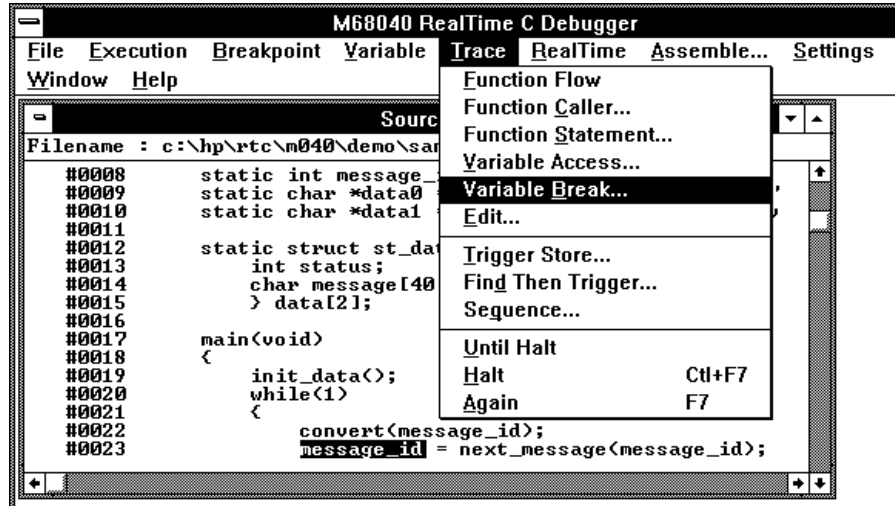 M68040 RealTime C Debugger
File Execution Breakpoint Variable Trace RealTime Assemble... Settings
Window Help
Sourc
Filename : c:\hp\rtc\m040\demo\sa
#0008 static int message_
#0009 static char *data0
#0010 static char *data1
#0011
#0012 static struct st_dat
#0013 int status;
#0014 char message[40
#0015 } data[2];
#0016
#0017 main(void)
#0018 {
#0019 init_data();
#0020 while(1)
#0021 {
#0022 convert(message_id);
#0023 message_id = next_message(message_id);
Function Flow
Function Caller...
Function Statement...
Variable Access...
Variable Break...
Edit...
Trigger Store...
Find Then Trigger...
Sequence...
Until Halt
Halt Ctl+F7
Again F7